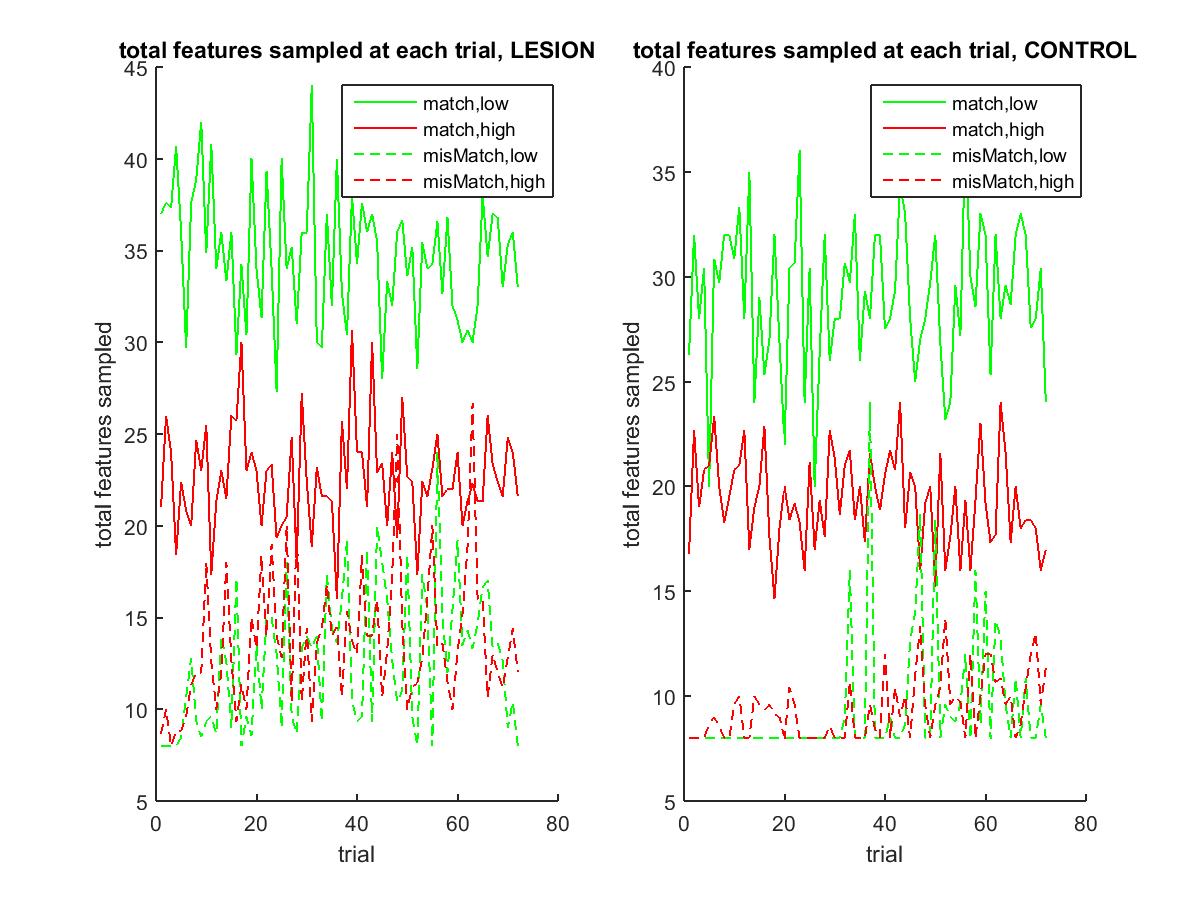 total features sampled at each trial, LESION
45
40
35
30
25
20
15
10
5
0
20
40
60
80
total features sampled
trial
match,low
match,high
misMatch,low
misMatch,high
total features sampled at each trial, CONTROL
40
35
30
25
20
15
10
5
0
20
40
60
80
total features sampled
trial
match,low
match,high
misMatch,low
misMatch,high